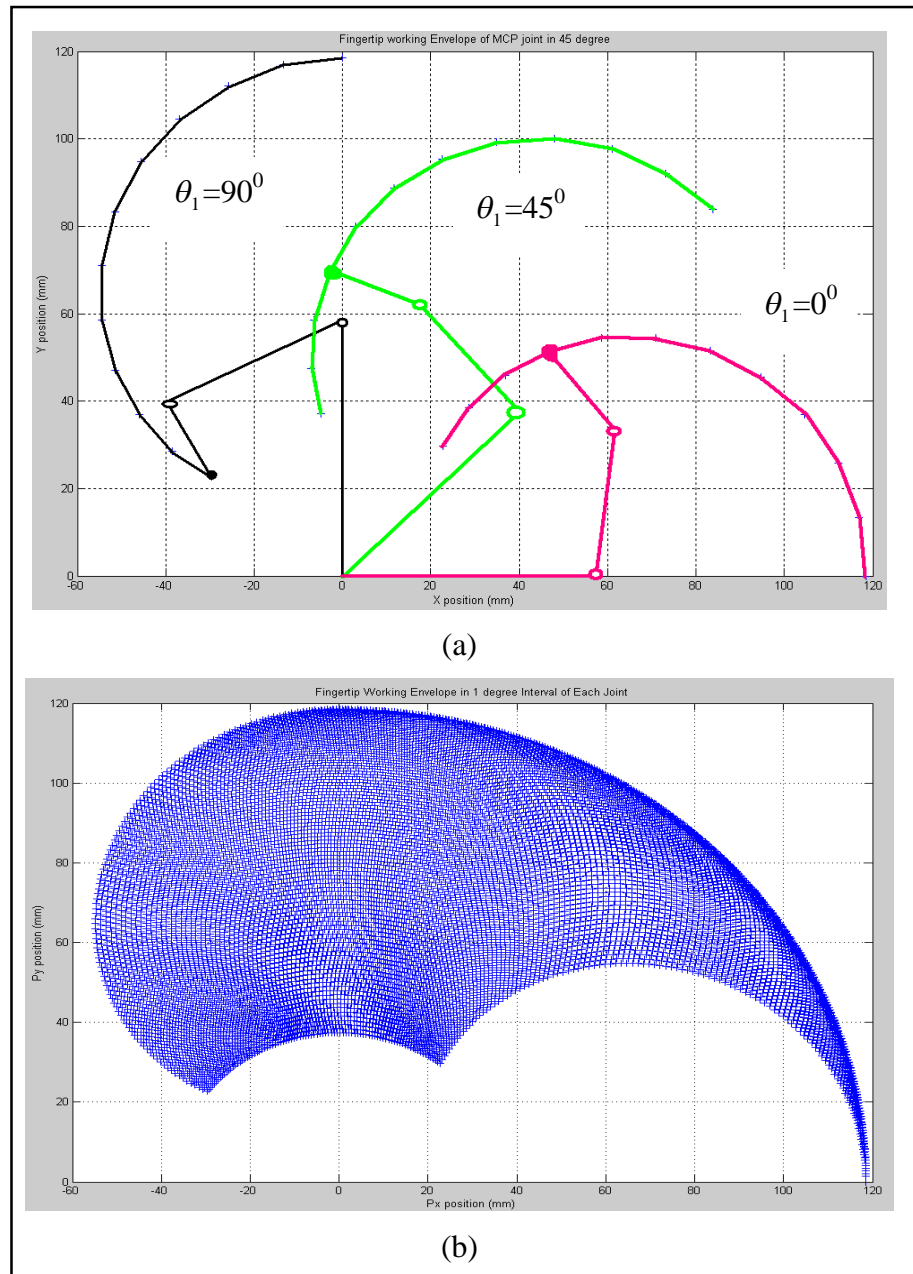 Fingertip working Envelope of MCP joint in 45 degree
120
100
80
60
40
20
0
Y position (mm)
θ₁=90⁰
θ₁=45⁰
θ₁=0⁰
-60 -40 -20 0 20 40 60 80 100 120
X position (mm)
(a)
Fingertip Working Envelope in 1 degree Interval of Each Joint
120
100
80
60
40
20
0
Py position (mm)
-60 -40 -20 0 20 40 60 80 100 120
Px position (mm)
(b)